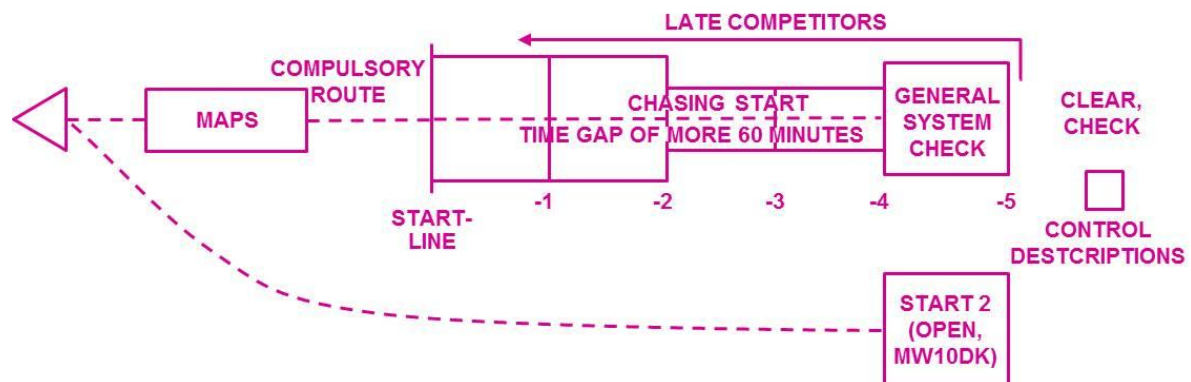 LATE COMPETITORS
COMPULSORY
ROUTE
MAPS
CHASING START
TIME GAP OF MORE 60 MINUTES
GENERAL
SYSTEM
CHECK
CLEAR,
CHECK
START-
LINE
-1
-2
-3
-4
-5
CONTROL
DESTCRIPTIONS
START 2
(OPEN,
MW10DK)